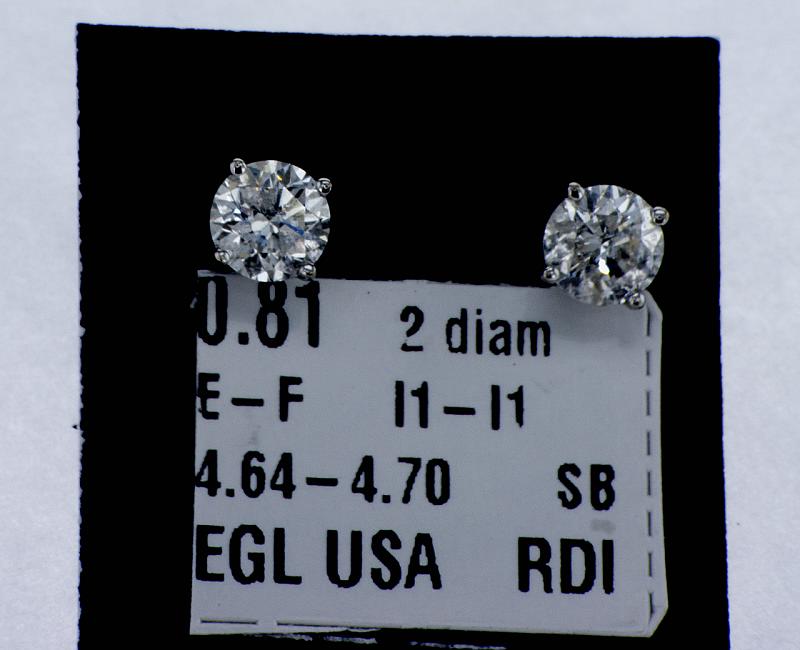 0.81 2 diam
E-F I1-I1
4.64-4.70 SB
EGL USA RDI